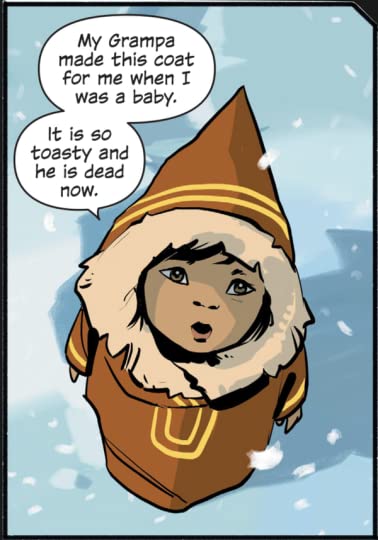 My Grampa
made this coat
for me when I
was a baby.
It is so
toasty and
he is dead
now.